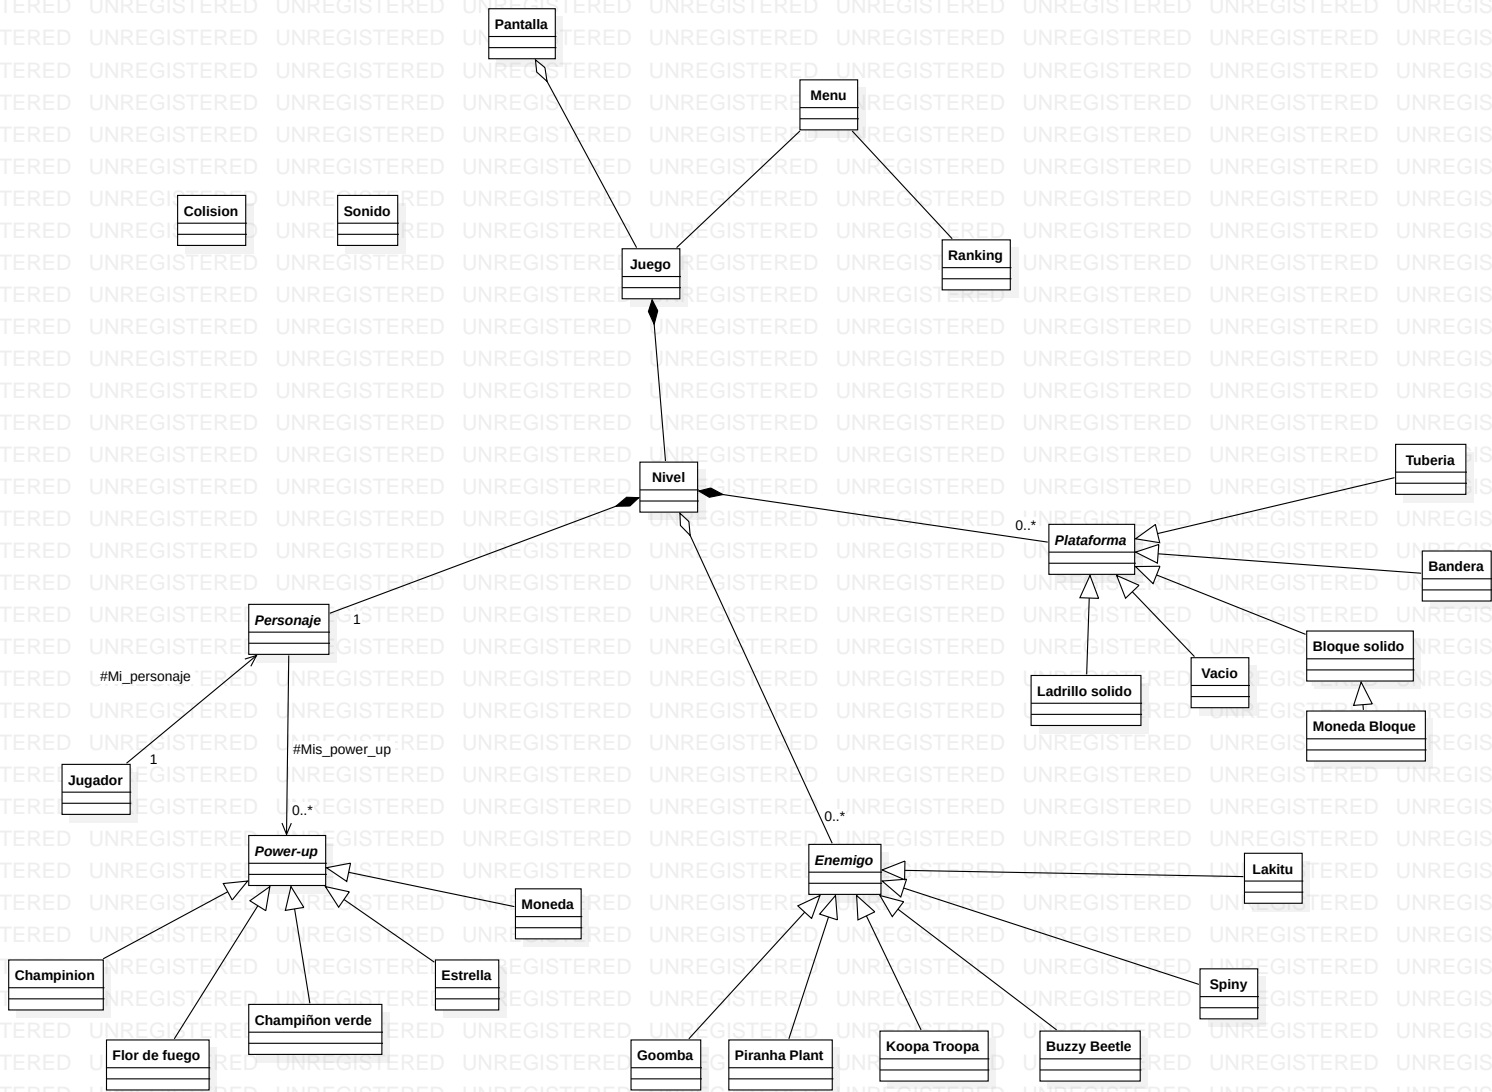 Pantalla
Menu
Colision
Sonido
Juego
Ranking
Nivel
Tuberia
0..*
Plataforma
Bandera
Personaje
1
Bloque solido
#Mi_personaje
Vacio
Ladrillo solido
Moneda Bloque
#Mis_power_up
1
Jugador
0..*
0..*
Power-up
Enemigo
Lakitu
Moneda
Champinion
Estrella
Spiny
Champiñon verde
Flor de fuego
Goomba
Piranha Plant
Koopa Troopa
Buzzy Beetle
UNREGISTERED